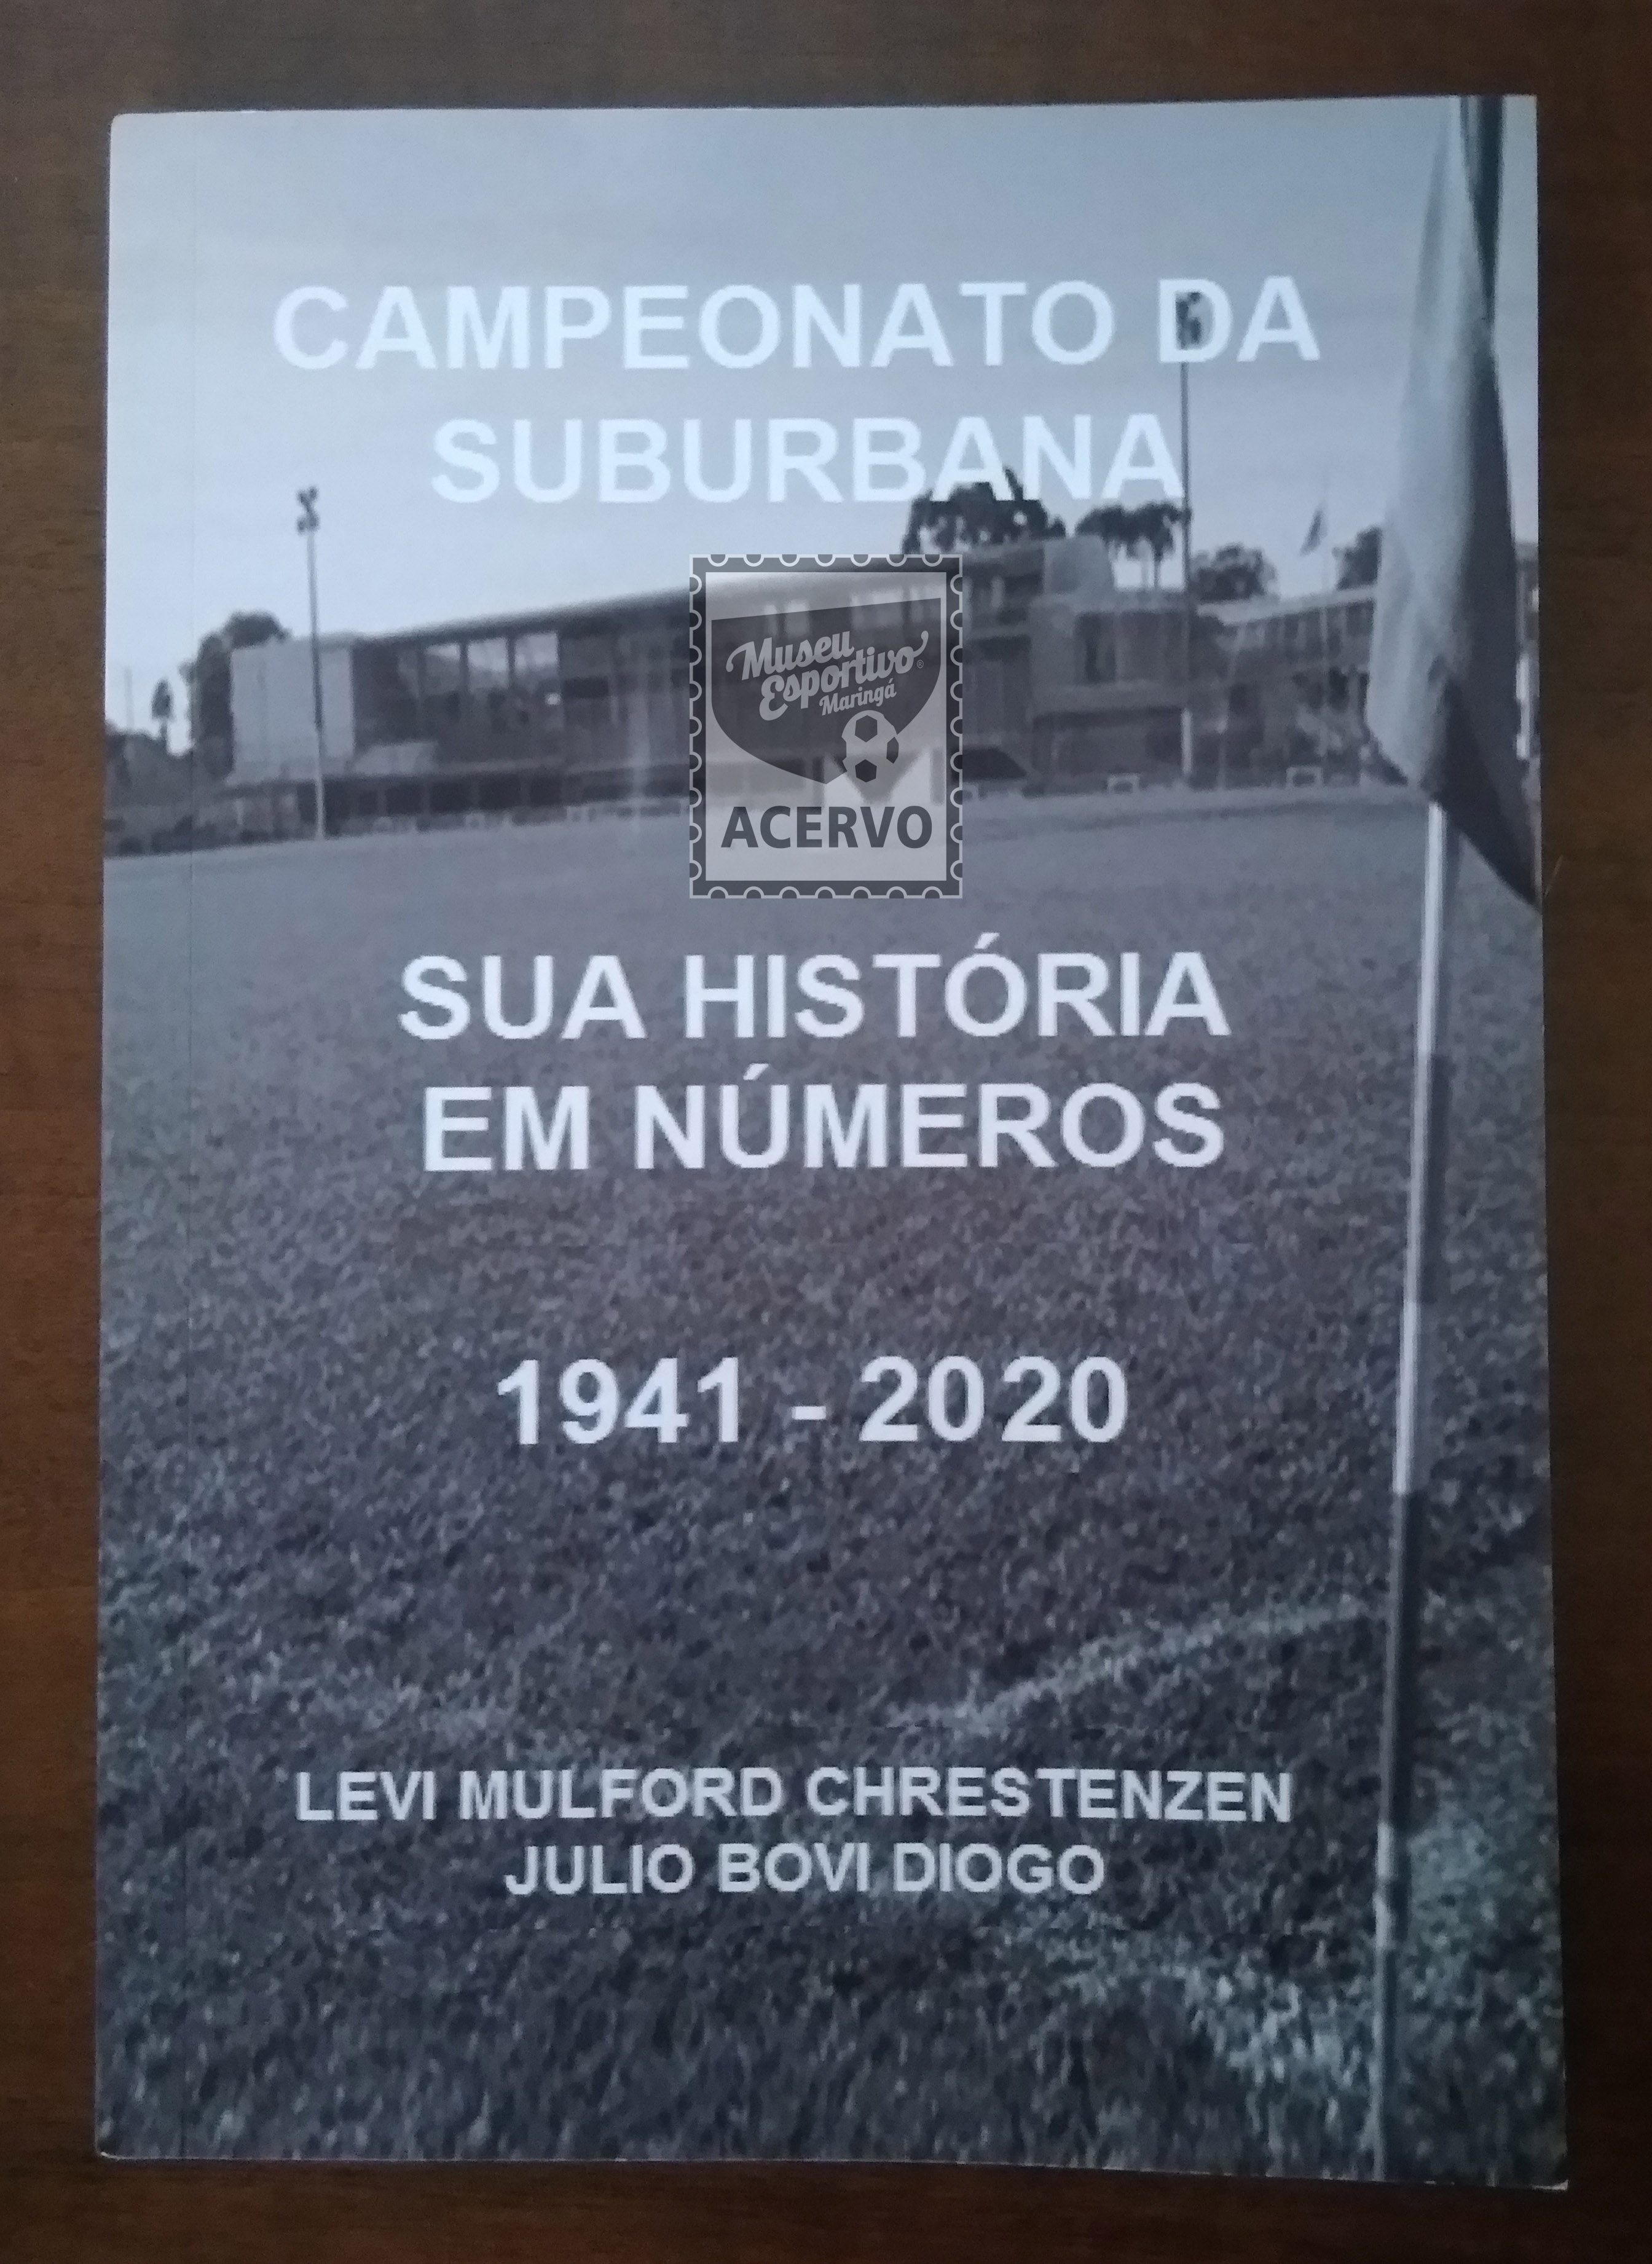 CAMPEONATO DA
SUBURBANA
Museu
Esportivo®
Maringá
ACERVO
SUA HISTÓRIA
EM NÚMEROS
1941 - 2020
LEVI MULFORD CHRESTENZEN
JULIO BOVI DIOGO